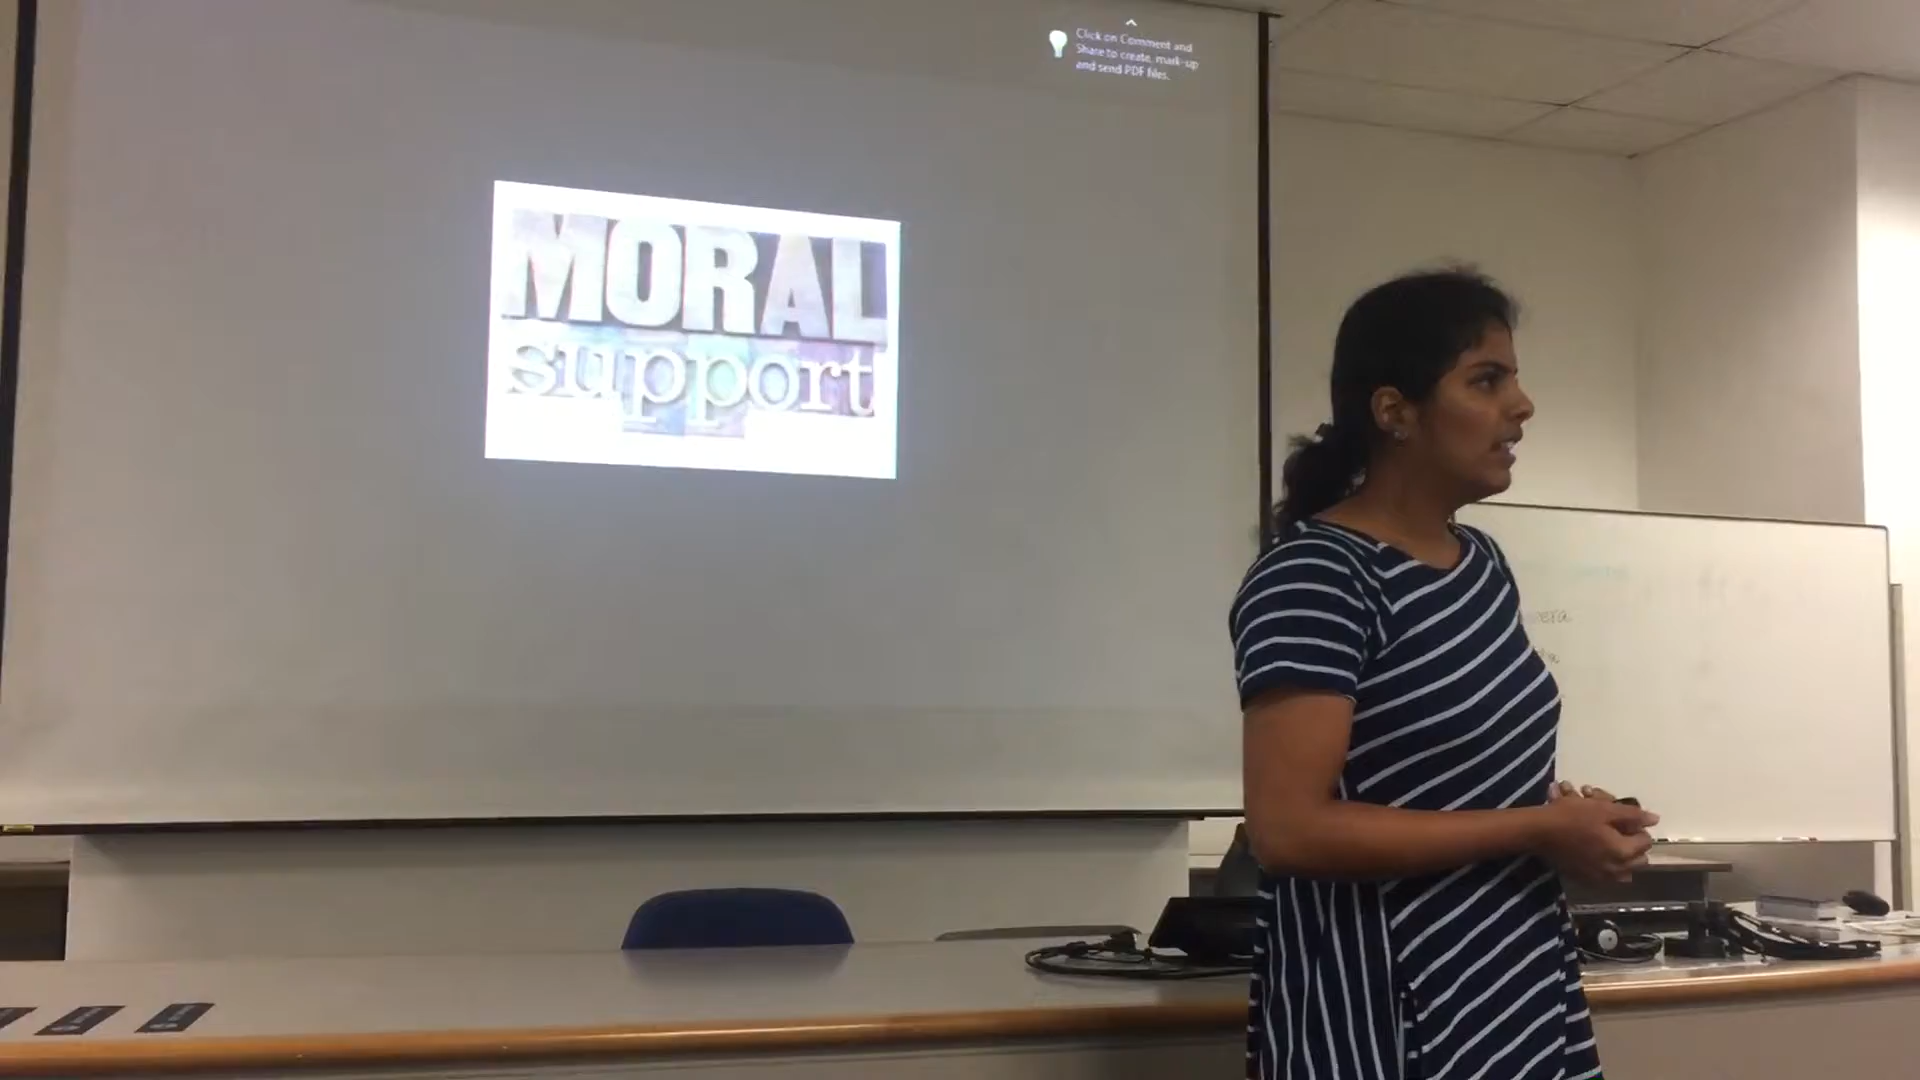 Click on Comment and
Share to create, mark-up
and send PDF files.
MORAL
support